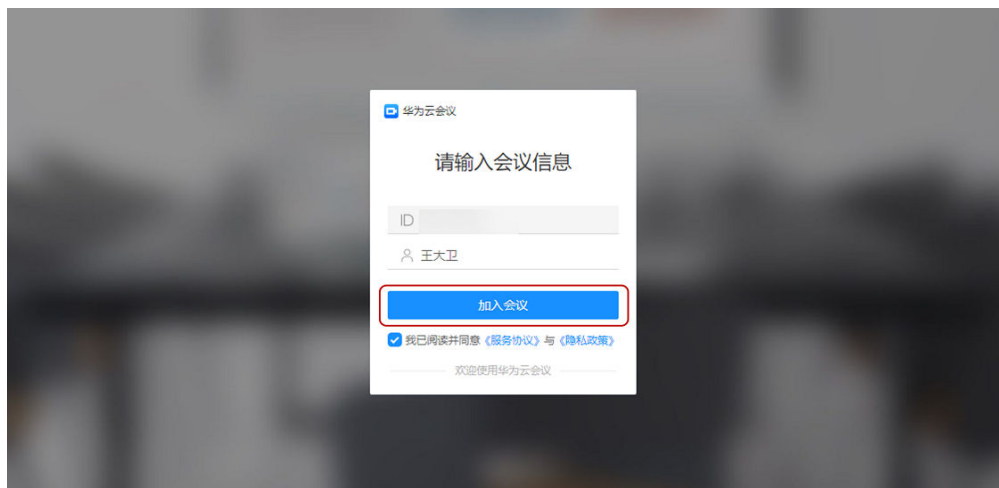 华为云会议
请输入会议信息
ID
王大卫
加入会议
我已阅读并同意《服务协议》与《隐私政策》
欢迎使用华为云会议